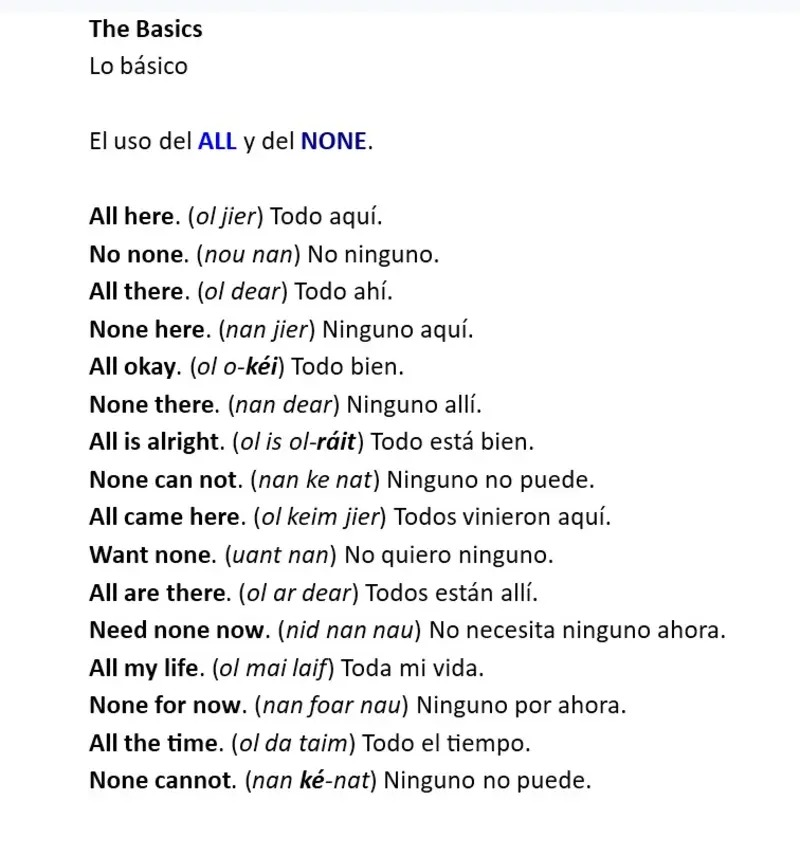 The Basics
Lo básico
El uso del ALL y del NONE.
All here. (ol jier) Todo aquí.
No none. (nou nan) No ninguno.
All there. (ol dear) Todo ahí.
None here. (nan jier) Ninguno aquí.
All okay. (ol o-kéi) Todo bien.
None there. (nan dear) Ninguno allí.
All is alright. (ol is ol-ráit) Todo está bien.
None can not. (nan ke nat) Ninguno no puede.
All came here. (ol keim jier) Todos vinieron aquí.
Want none. (uant nan) No quiero ninguno.
All are there. (ol ar dear) Todos están allí.
Need none now. (nid nan nau) No necesita ninguno ahora.
All my life. (ol mai laif) Toda mi vida.
None for now. (nan foar nau) Ninguno por ahora.
All the time. (ol da taim) Todo el tiempo.
None cannot. (nan ké-nat) Ninguno no puede.